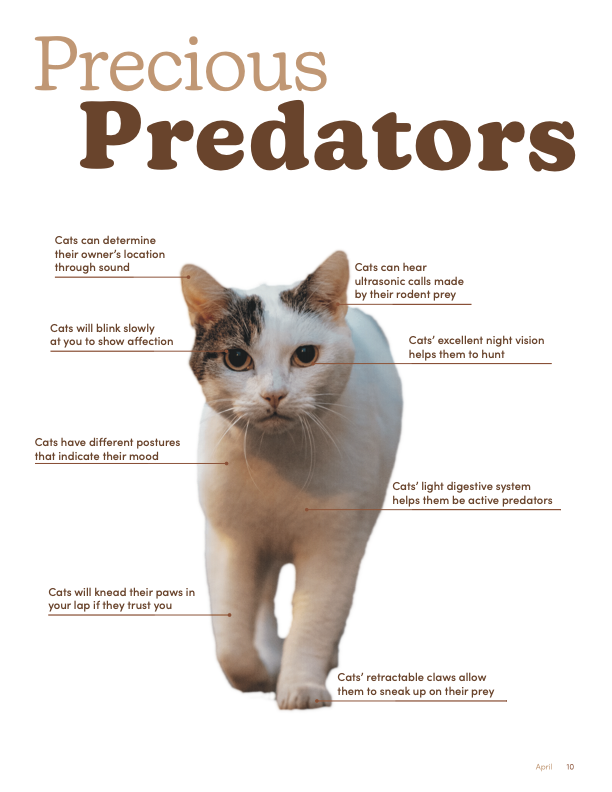 Precious
Predators
Cats can determine
their owner's location
through sound
Cats can hear
ultrasonic calls made
by their rodent prey
Cats will blink slowly
at you to show affection
Cats' excellent night vision
helps them to hunt
Cats have different postures
that indicate their mood
Cats' light digestive system
helps them be active predators
Cats will knead their paws in
your lap if they trust you
Cats' retractable claws allow
them to sneak up on their prey
April 10